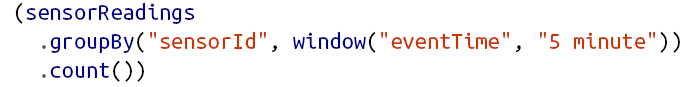 (sensorReadings
.groupBy("sensorId", window("eventTime", "5 minute"))
.count())